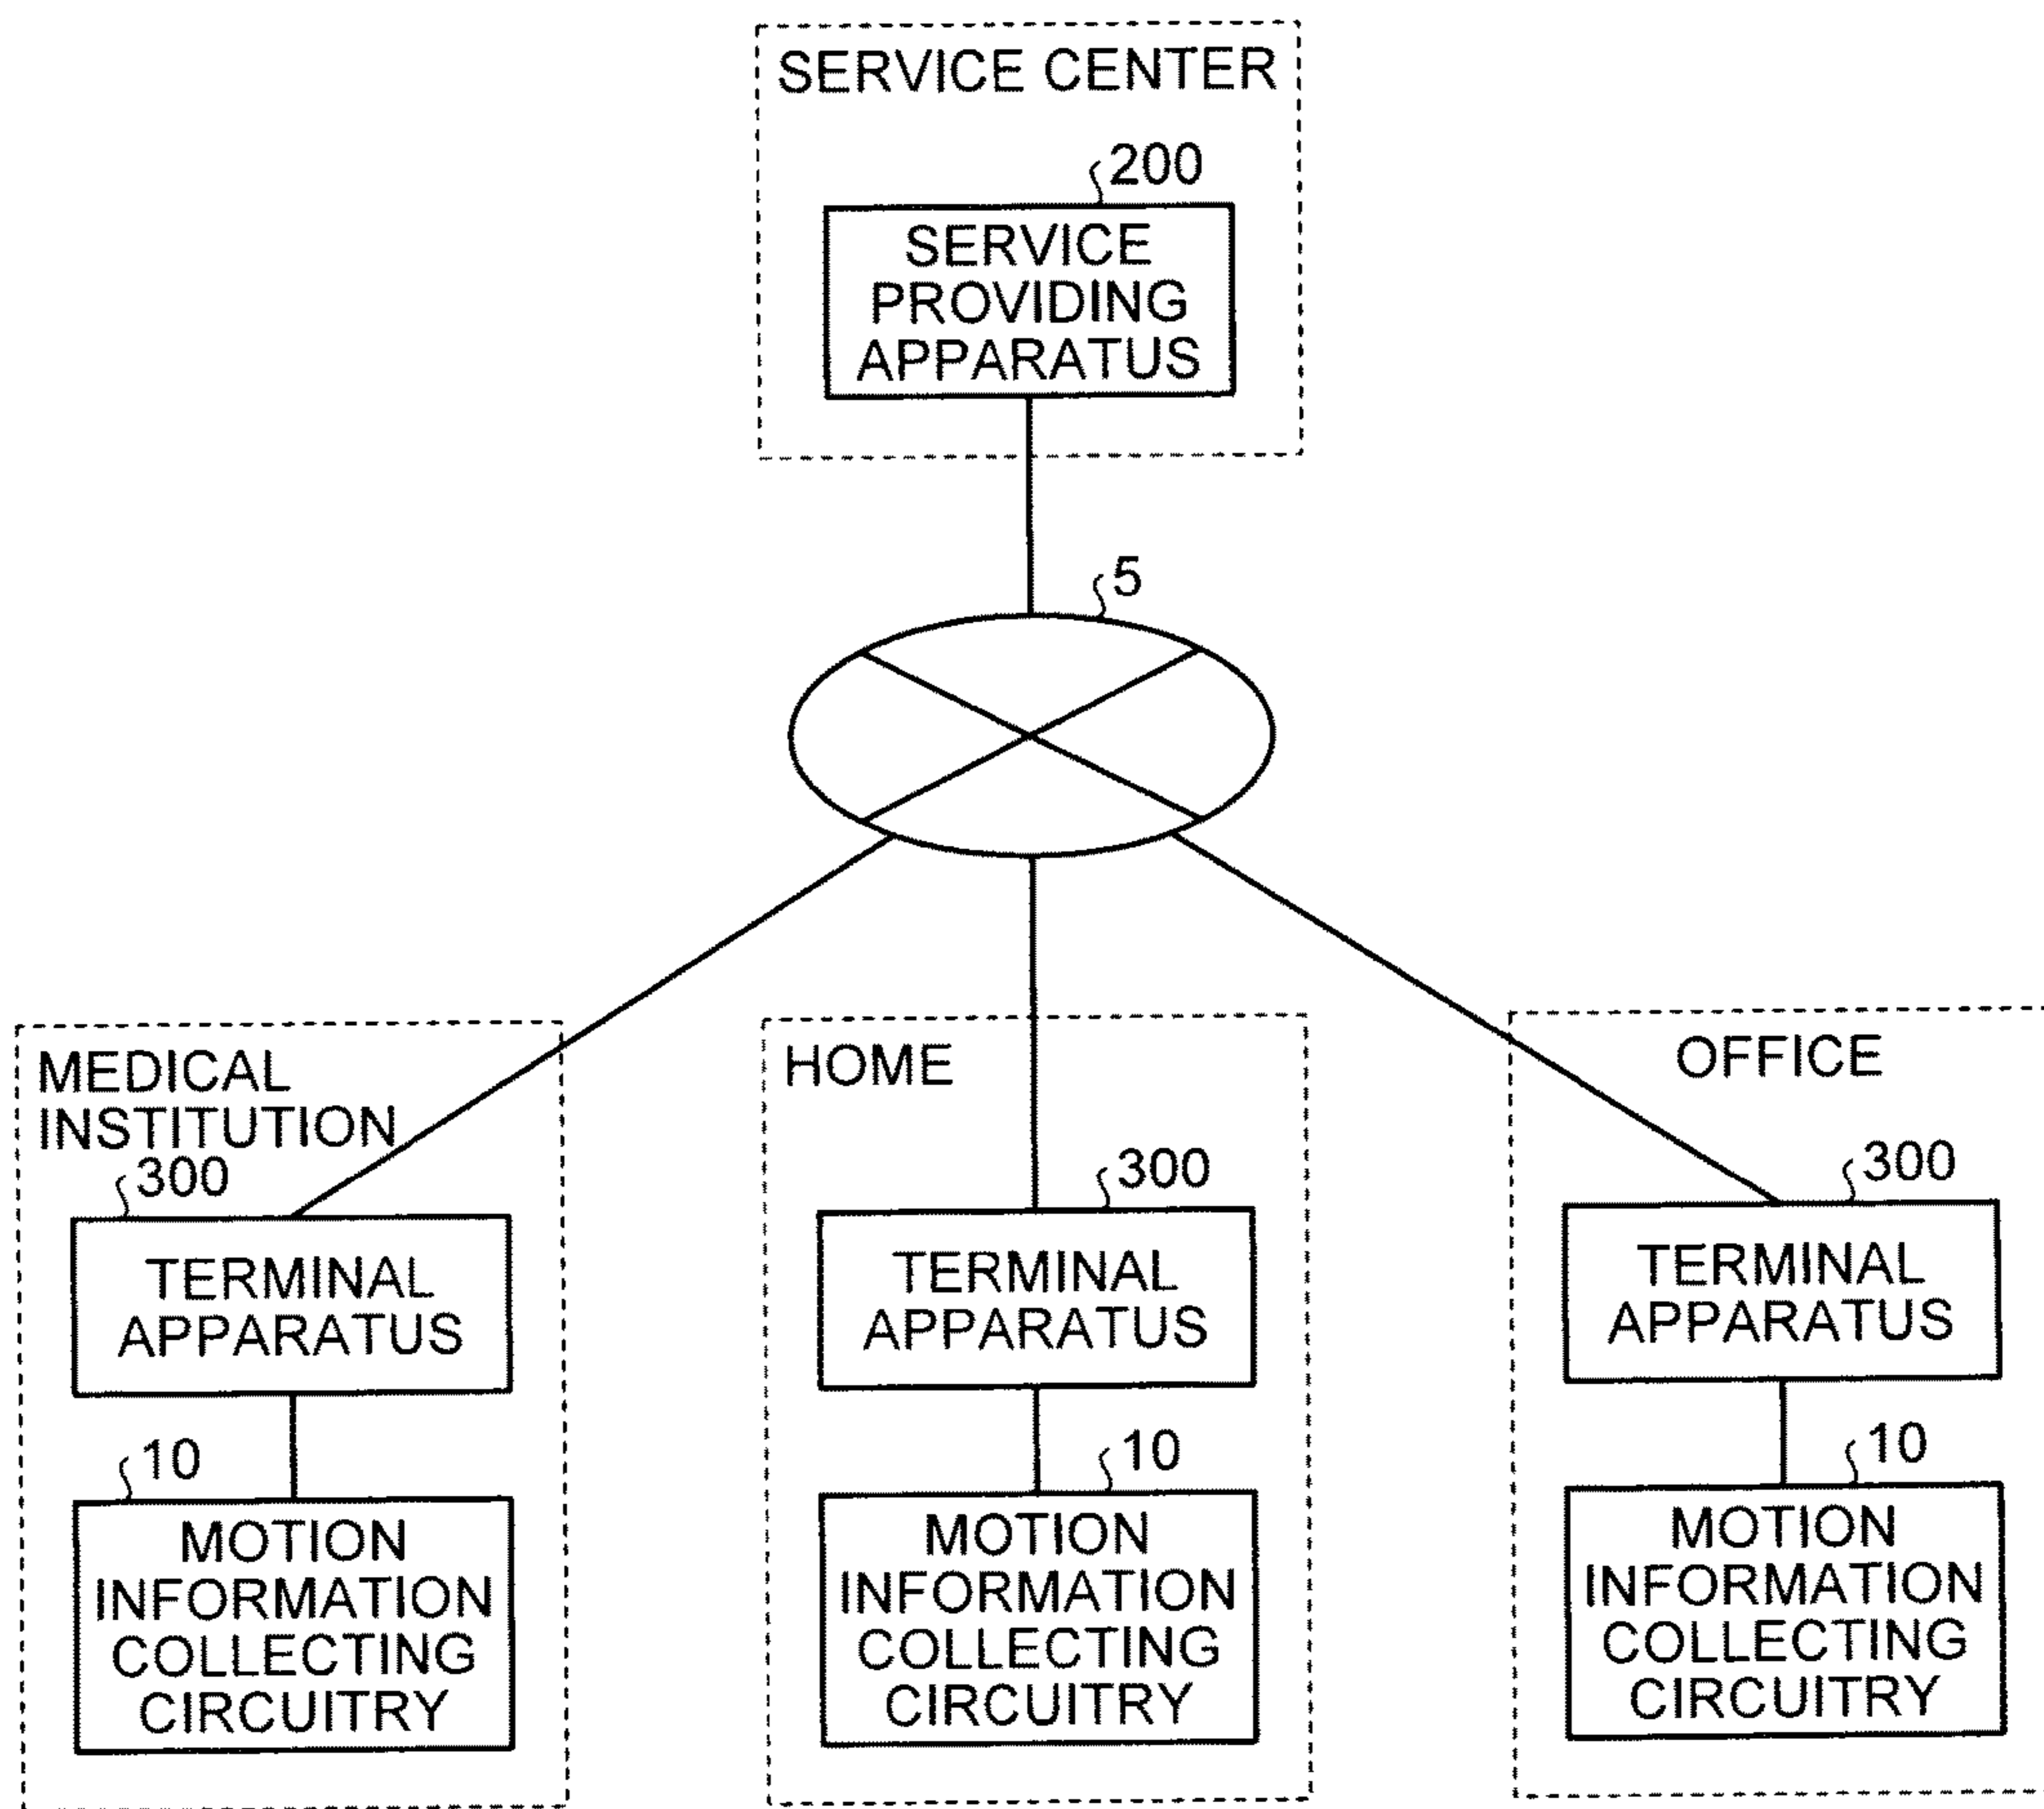 SERVICE CENTER
200
SERVICE
PROVIDING
APPARATUS
5
MEDICAL
INSTITUTION
300
TERMINAL
APPARATUS
10
MOTION
INFORMATION
COLLECTING
CIRCUITRY
HOME
300
TERMINAL
APPARATUS
10
MOTION
INFORMATION
COLLECTING
CIRCUITRY
OFFICE
300
TERMINAL
APPARATUS
10
MOTION
INFORMATION
COLLECTING
CIRCUITRY